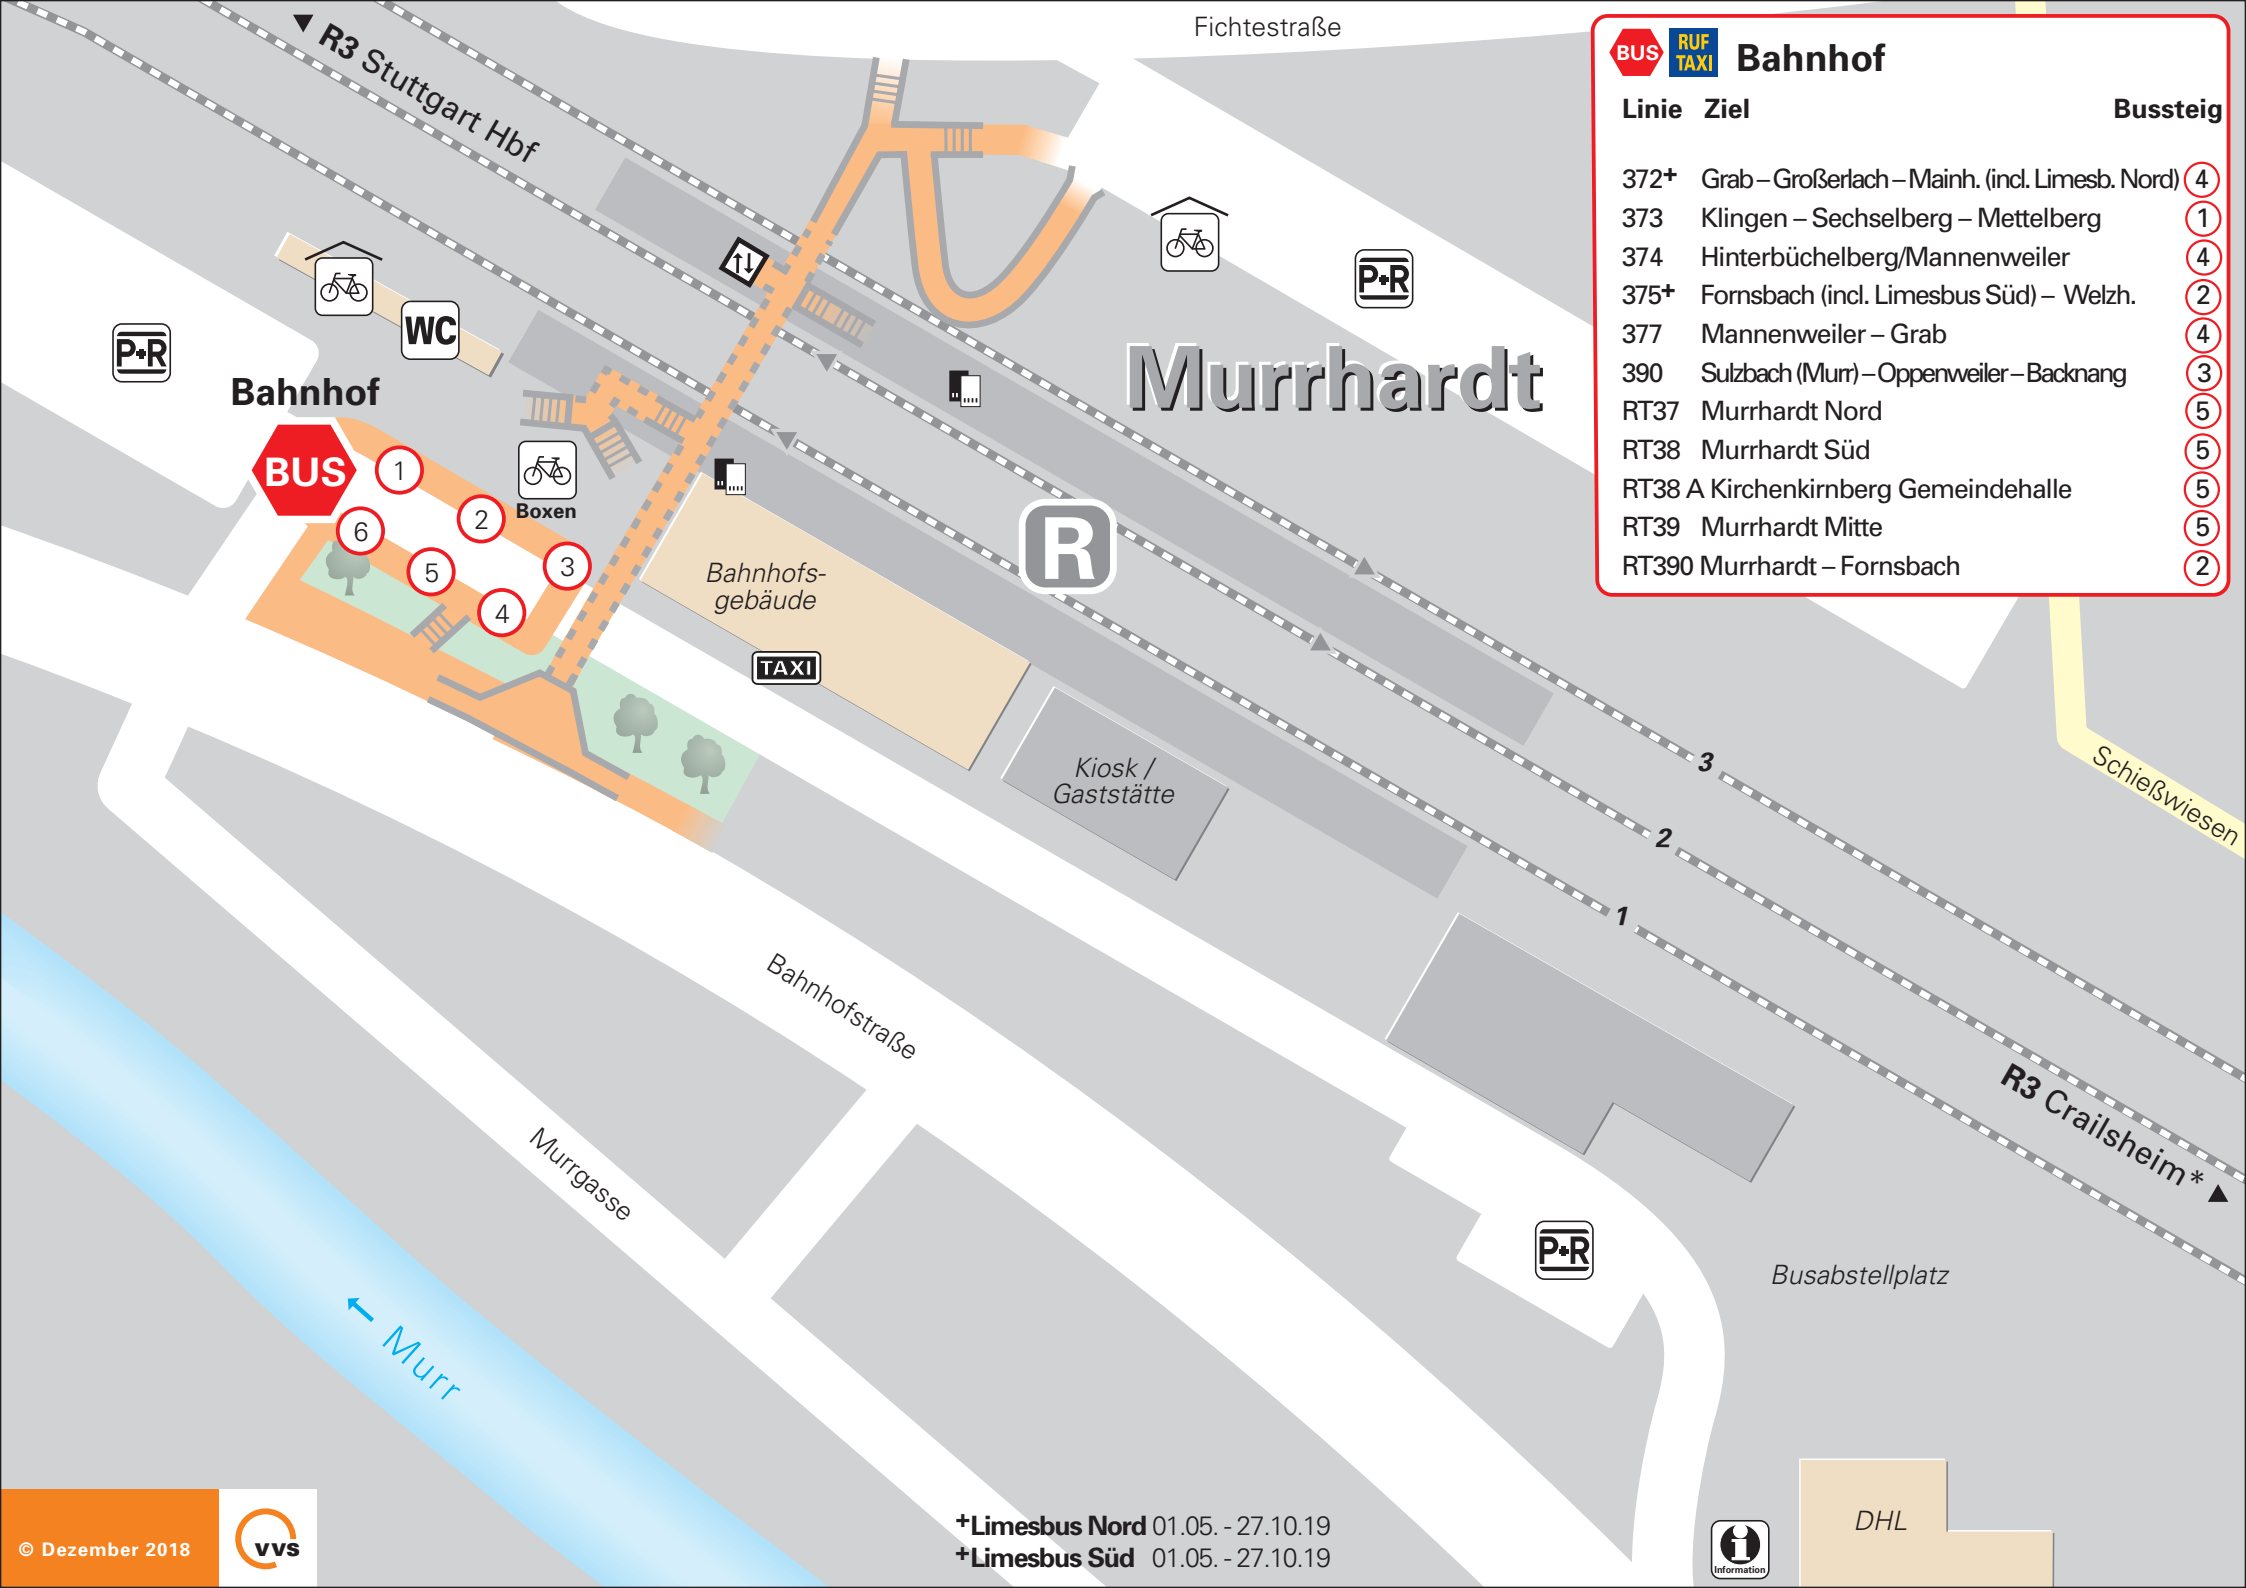 Fichtestraße
R3 Stuttgart Hbf
BUS RUF TAXI Bahnhof
Linie Ziel Bussteig
372+ Grab – Großerlach – Mainh. (incl. Limesb. Nord) 4
373 Klingen – Sechselberg – Mettelberg 1
374 Hinterbüchelberg/Mannenweiler 4
375+ Fornsbach (incl. Limesbus Süd) – Welzh. 2
377 Mannenweiler – Grab 4
390 Sulzbach (Murr) – Oppenweiler – Backnang 3
RT37 Murrhardt Nord 5
RT38 Murrhardt Süd 5
RT38 A Kirchenkirnberg Gemeindehalle 5
RT39 Murrhardt Mitte 5
RT390 Murrhardt – Fornsbach 2
P+R
WC
P+R
Murrhardt
Bahnhof
BUS
1
2
3
4
5
6
Boxen
R
Bahnhofs-
gebäude
TAXI
Kiosk /
Gaststätte
3
2
1
Schießwiesen
Bahnhofstraße
Murrgasse
R3 Crailsheim *
P+R
Busabstellplatz
Murr
DHL
Information
+Limesbus Nord 01.05. - 27.10.19
+Limesbus Süd 01.05. - 27.10.19
© Dezember 2018
vvs